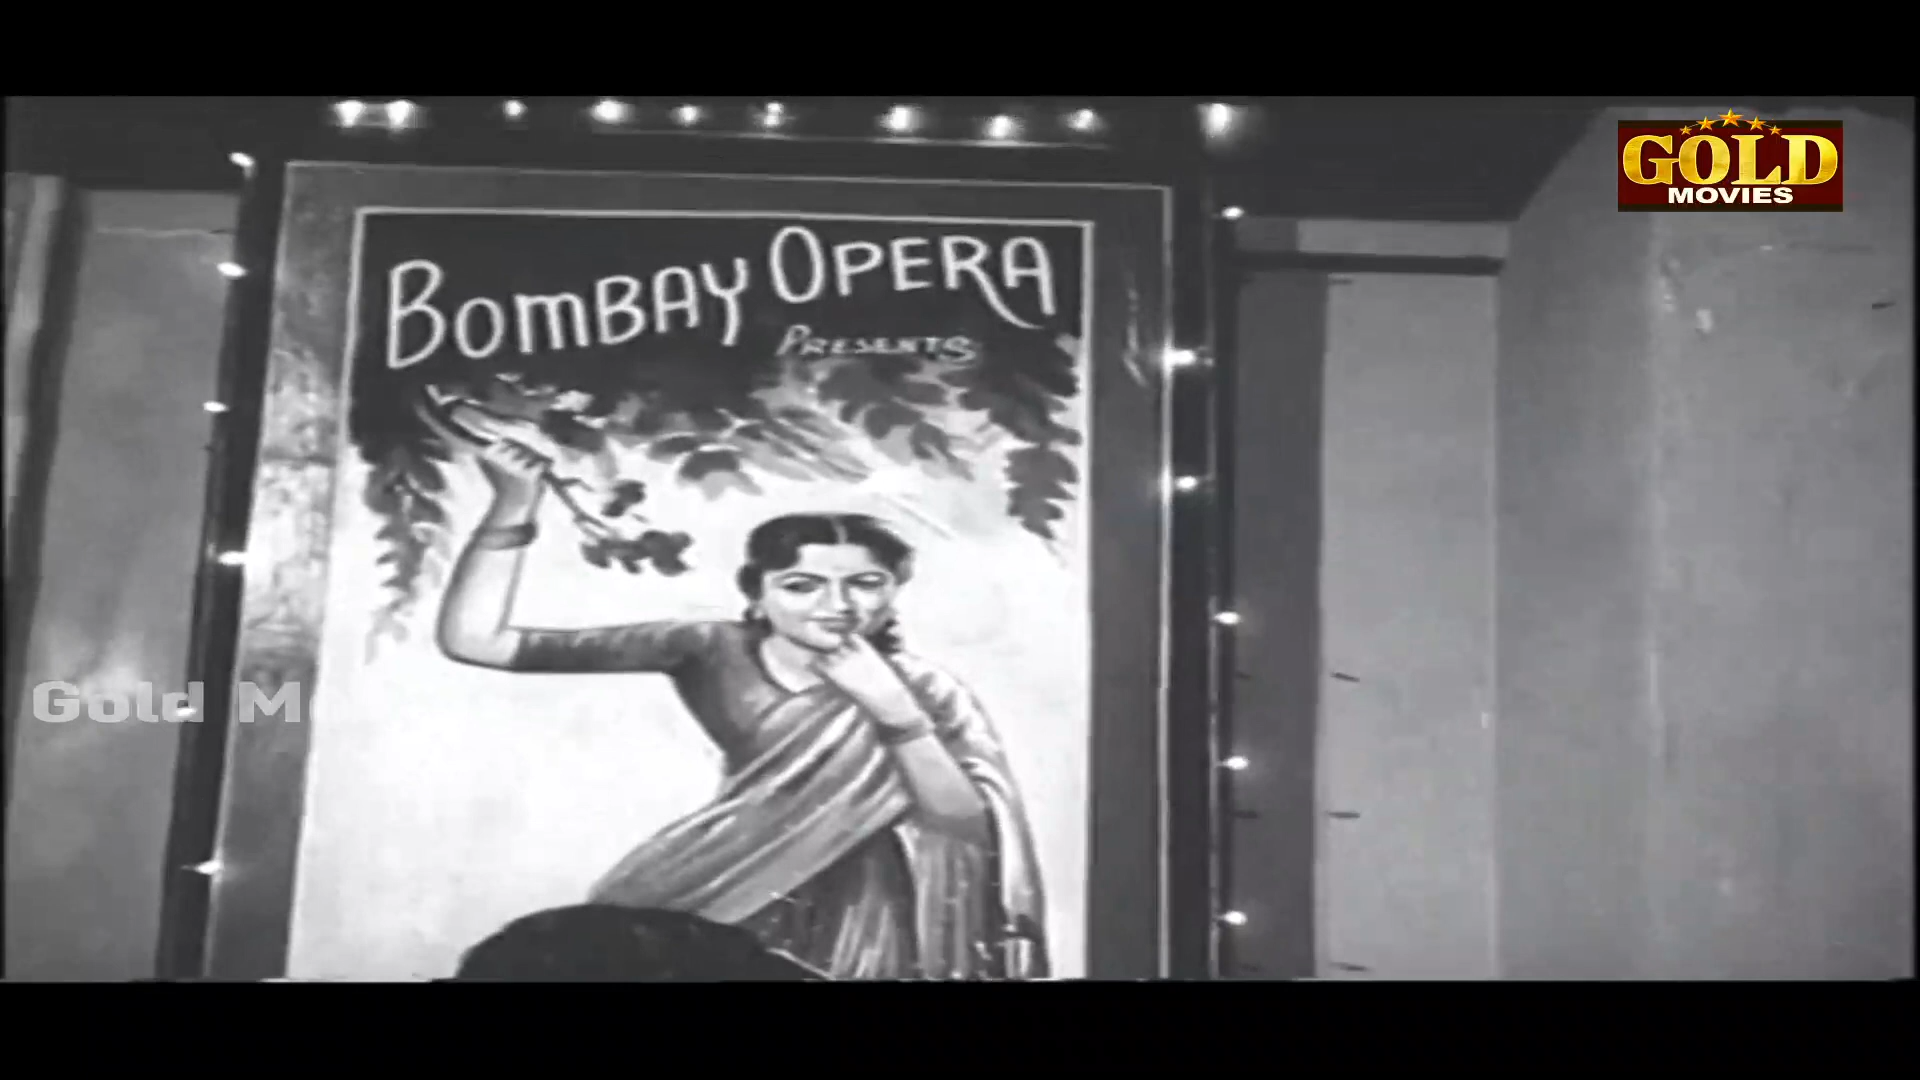 GOLD
MOVIES
BOMBAY OPERA
PRESENTS
Gold M